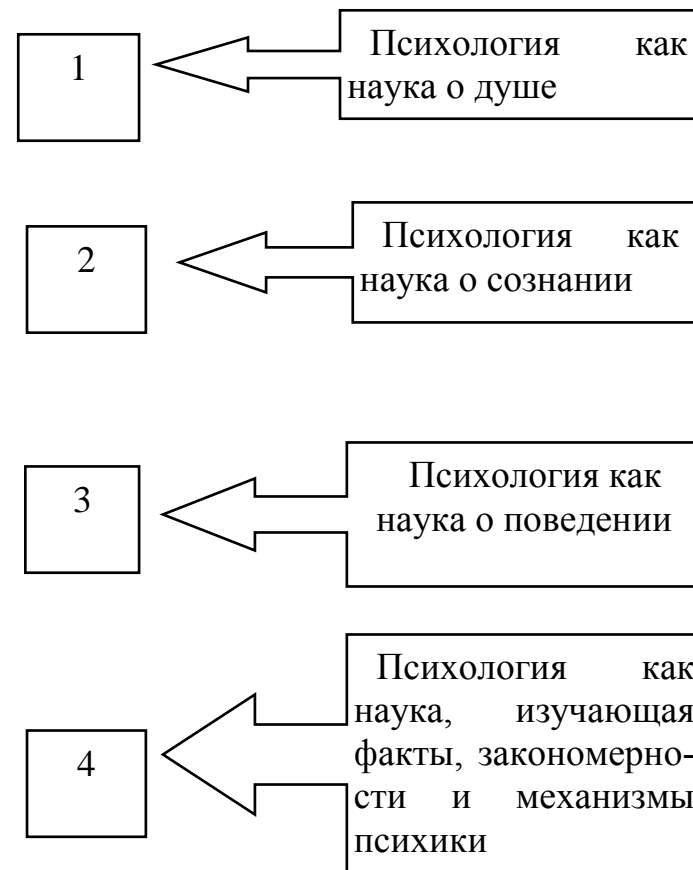 1
Психология как
наука о душе
2
Психология как
наука о сознании
3
Психология как
наука о поведении
4
Психология как
наука, изучающая
факты, закономерно-
сти и механизмы
психики